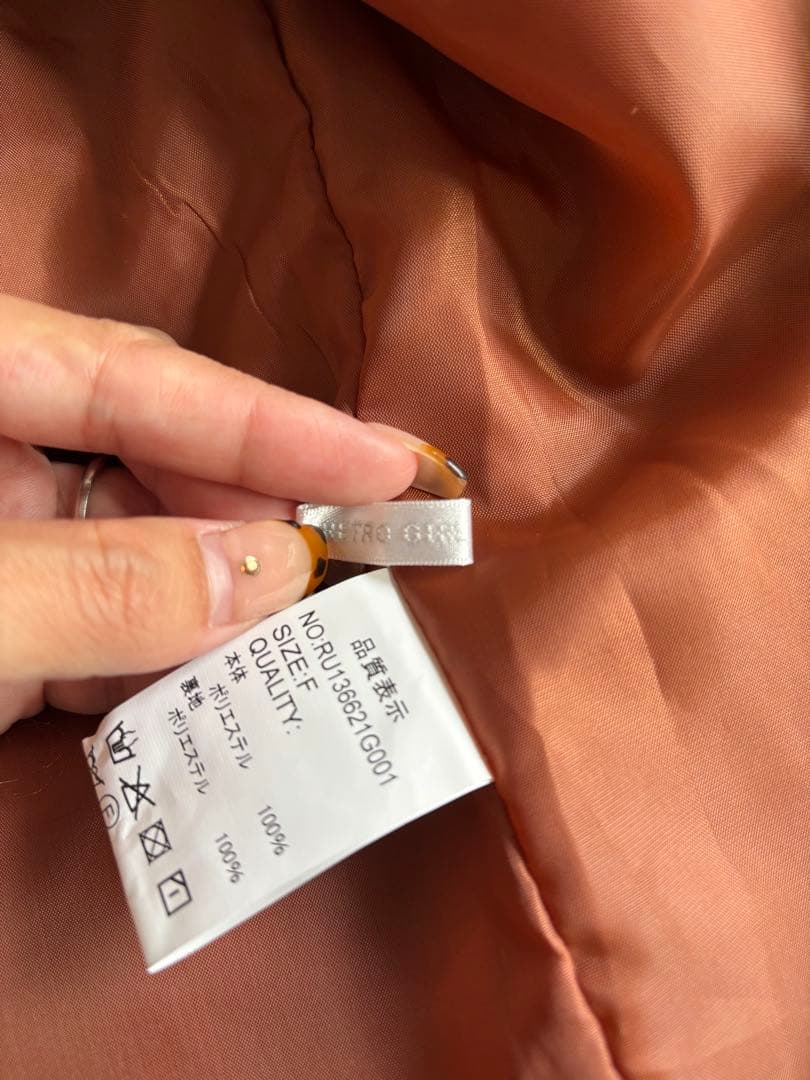 RETRO GIRL
品質表示
NO:RU136621G001
SIZE:F
QUALITY:
本体 ポリエステル 100%
裏地 ポリエステル 100%